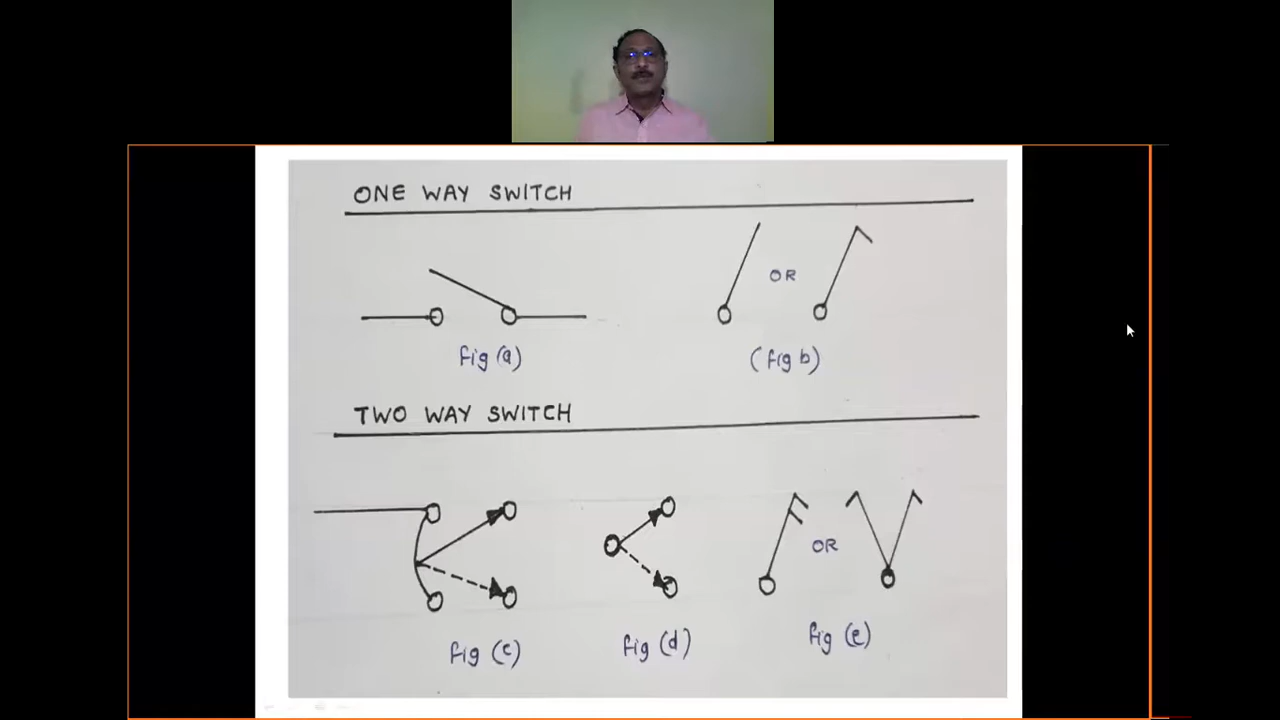 ONE WAY SWITCH
OR
fig (a)
(fig b)
TWO WAY SWITCH
OR
fig (c)
fig (d)
fig (e)